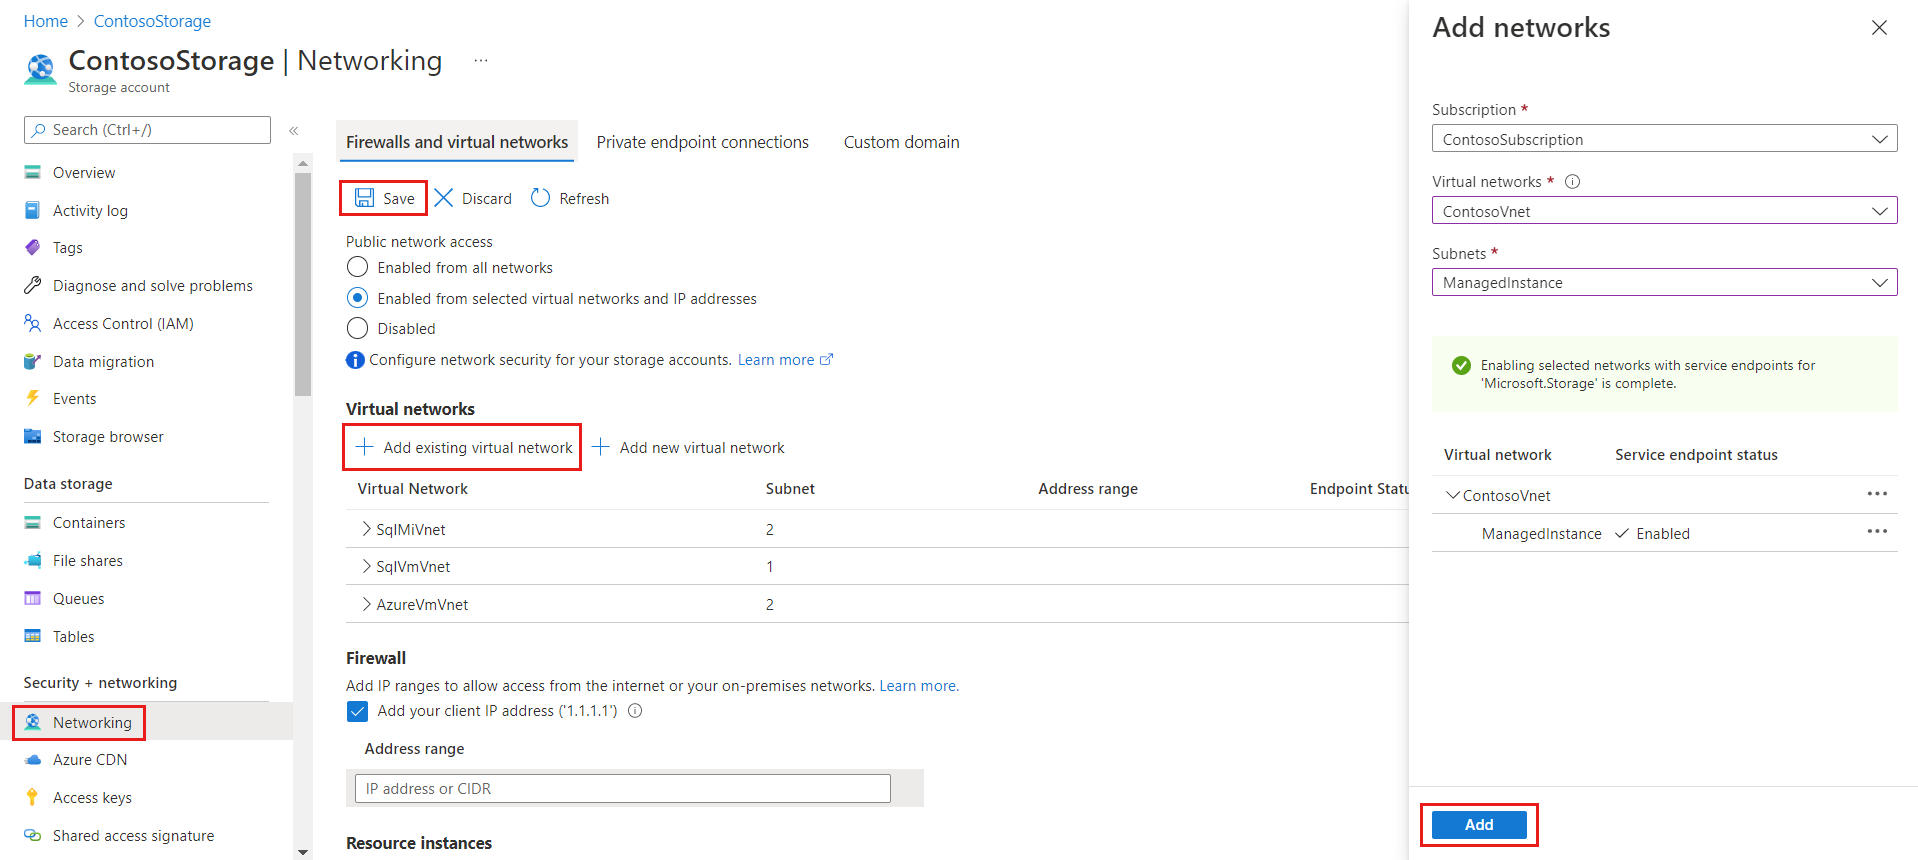 Home > ContosoStorage
ContosoStorage | Networking ...
Storage account
Search (Ctrl+/)
«
Overview
Activity log
Tags
Diagnose and solve problems
Access Control (IAM)
Data migration
Events
Storage browser
Data storage
Containers
File shares
Queues
Tables
Security + networking
Networking
Azure CDN
Access keys
Shared access signature
Firewalls and virtual networks Private endpoint connections Custom domain
Save Discard Refresh
Public network access
Enabled from all networks
Enabled from selected virtual networks and IP addresses
Disabled
Configure network security for your storage accounts. Learn more
Virtual networks
+ Add existing virtual network + Add new virtual network
Virtual Network Subnet Address range Endpoint Statu
SqlMiVnet 2
SqlVmVnet 1
AzureVmVnet 2
Firewall
Add IP ranges to allow access from the internet or your on-premises networks. Learn more.
Add your client IP address ('1.1.1.1')
Address range
IP address or CIDR
Resource instances
Add networks
Subscription *
ContosoSubscription
Virtual networks *
ContosoVnet
Subnets *
ManagedInstance
Enabling selected networks with service endpoints for
'Microsoft.Storage' is complete.
Virtual network Service endpoint status
ContosoVnet ...
ManagedInstance ✓ Enabled ...
Add